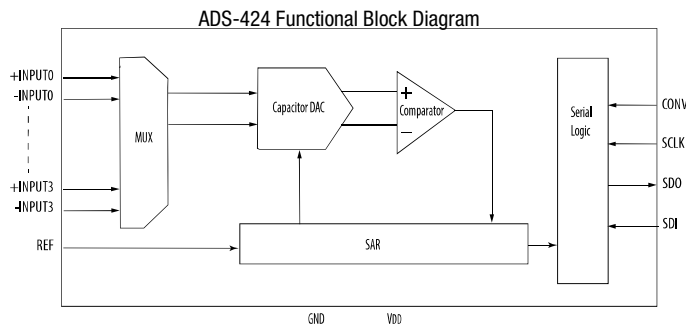 ADS-424 Functional Block Diagram
+INPUT0
-INPUT0
+INPUT3
-INPUT3
REF
MUX
Capacitor DAC
+
−
Comparator
SAR
Serial
Logic
CONV
SCLK
SDO
SDI
GND
VDD